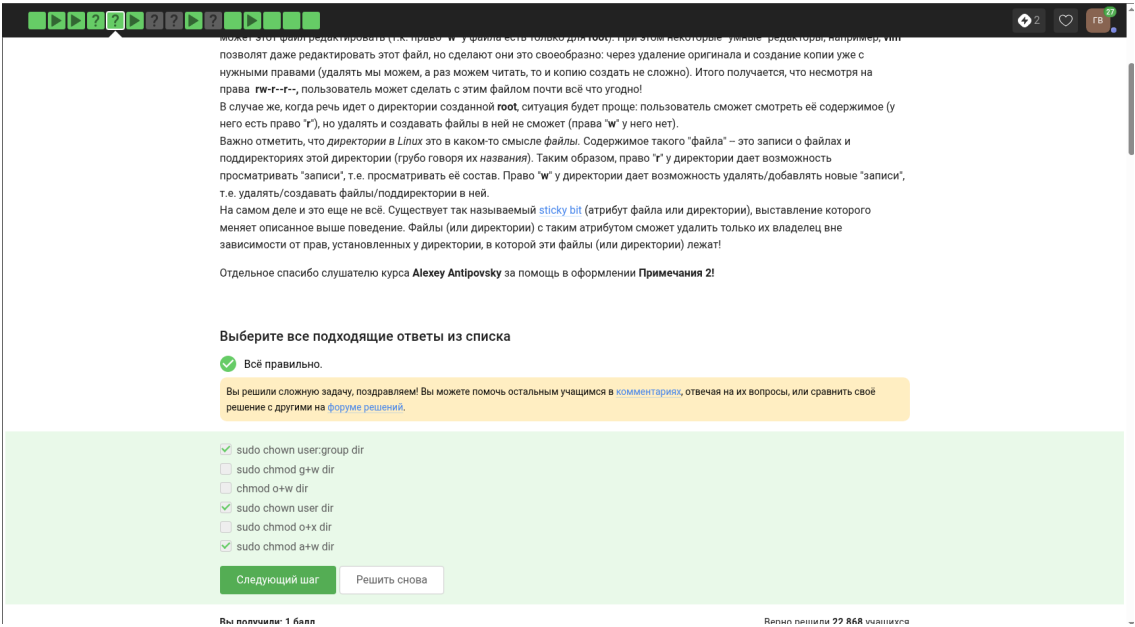 2
ГВ
27
может этот файл редактировать (т.к. право "w" у файла есть только для root). При этом некоторые "умные" редакторы, например, vim
позволят даже редактировать этот файл, но сделают они это своеобразно: через удаление оригинала и создание копии уже с
нужными правами (удалять мы можем, а раз можем читать, то и копию создать не сложно). Итого получается, что несмотря на
права rw-r--r--, пользователь может сделать с этим файлом почти всё что угодно!
В случае же, когда речь идет о директории созданной root, ситуация будет проще: пользователь сможет смотреть её содержимое (у
него есть право "r"), но удалять и создавать файлы в ней не сможет (права "w" у него нет).
Важно отметить, что директории в Linux это в каком-то смысле файлы. Содержимое такого "файла" – это записи о файлах и
поддиректориях этой директории (грубо говоря их названия). Таким образом, право "r" у директории дает возможность
просматривать "записи", т.е. просматривать её состав. Право "w" у директории дает возможность удалять/добавлять новые "записи",
т.е. удалять/создавать файлы/поддиректории в ней.
На самом деле и это еще не всё. Существует так называемый sticky bit (атрибут файла или директории), выставление которого
меняет описанное выше поведение. Файлы (или директории) с таким атрибутом сможет удалить только их владелец вне
зависимости от прав, установленных у директории, в которой эти файлы (или директории) лежат!
Отдельное спасибо слушателю курса Alexey Antipovsky за помощь в оформлении Примечания 2!
Выберите все подходящие ответы из списка
Всё правильно.
Вы решили сложную задачу, поздравляем! Вы можете помочь остальным учащимся в комментариях, отвечая на их вопросы, или сравнить своё
решение с другими на форуме решений.
sudo chown user:group dir
sudo chmod g+w dir
chmod o+w dir
sudo chown user dir
sudo chmod o+x dir
sudo chmod a+w dir
Следующий шаг
Решить снова
Вы получили: 1 балл
Верно решили 22 868 учащихся